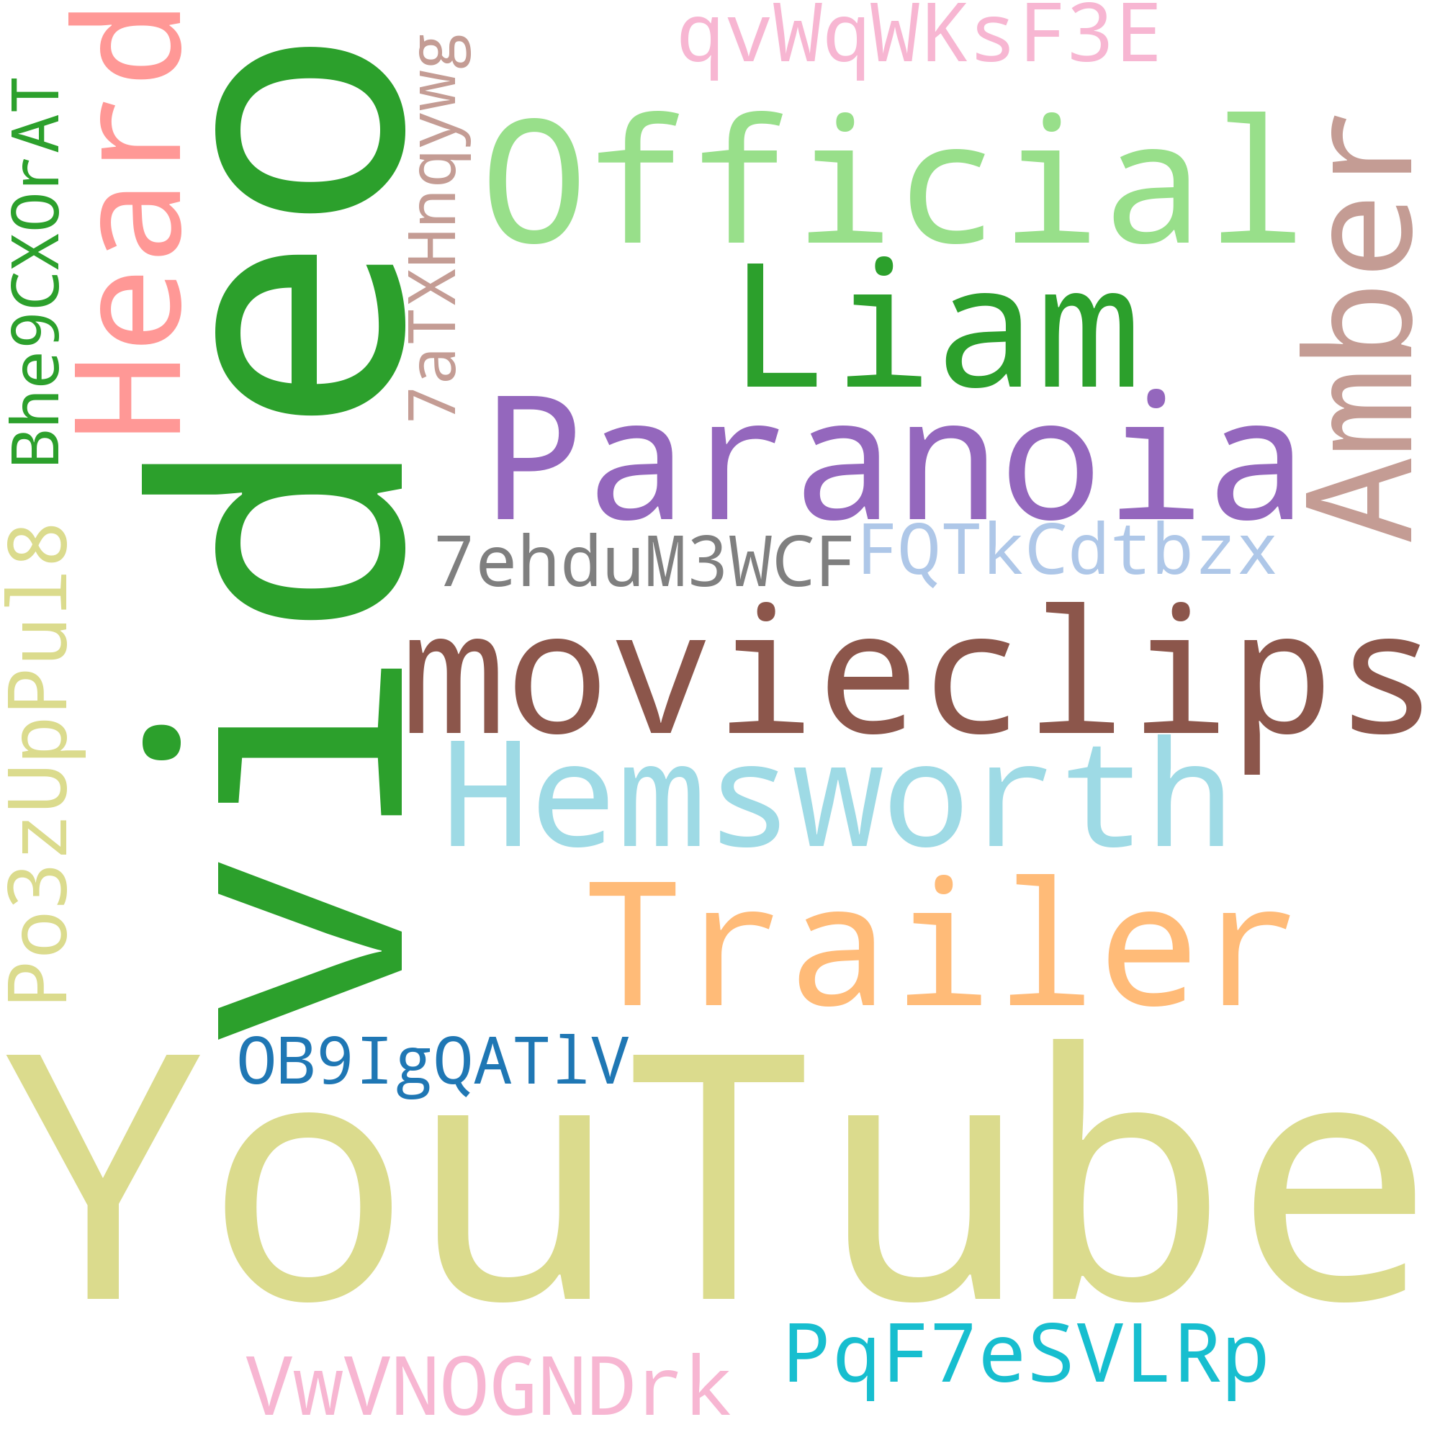 qvWqWKsF3E
Heard
Bhe9CXOrAT
video
7aTXHnqywg
Official
Amber
Liam
Paranoia
7ehduM3WCF
FQTkCdtbzx
Po3zUpPul8
movieclips
Hemsworth
Trailer
OB9IgQATlV
YouTube
PqF7eSVLRp
VwVNOGNDrk